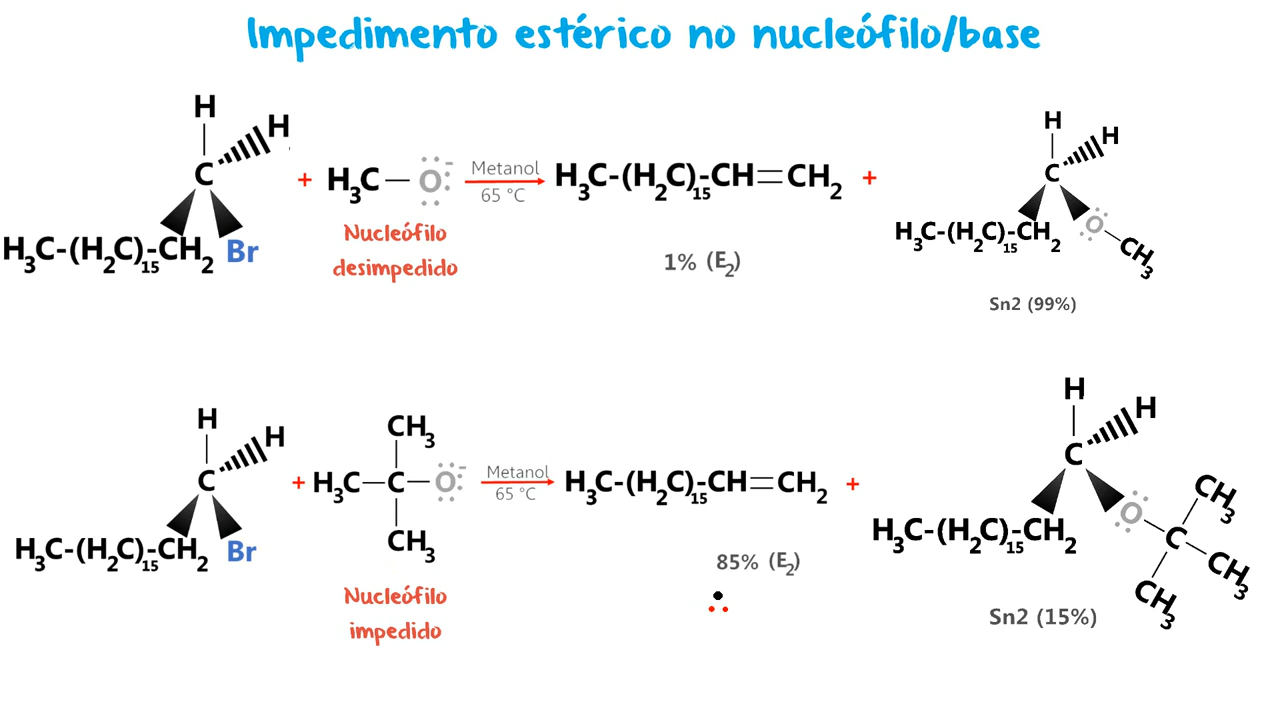 Impedimento estérico no nucleófilo/base
H
H
C
H3C-(H2C)15-CH2 Br
+ H3C—O:-
Metanol
65 °C
H3C-(H2C)15-CH=CH2 +
Nucleófilo
desimpedido
1% (E2)
H
H
C
H3C-(H2C)15-CH2
O
CH3
Sn2 (99%)
H
H
C
H3C-(H2C)15-CH2 Br
+
CH3
H3C—C—O:-
CH3
Metanol
65 °C
H3C-(H2C)15-CH=CH2 +
Nucleófilo
impedido
85% (E2)
H
H
C
H3C-(H2C)15-CH2
O
C
CH3
CH3
CH3
Sn2 (15%)